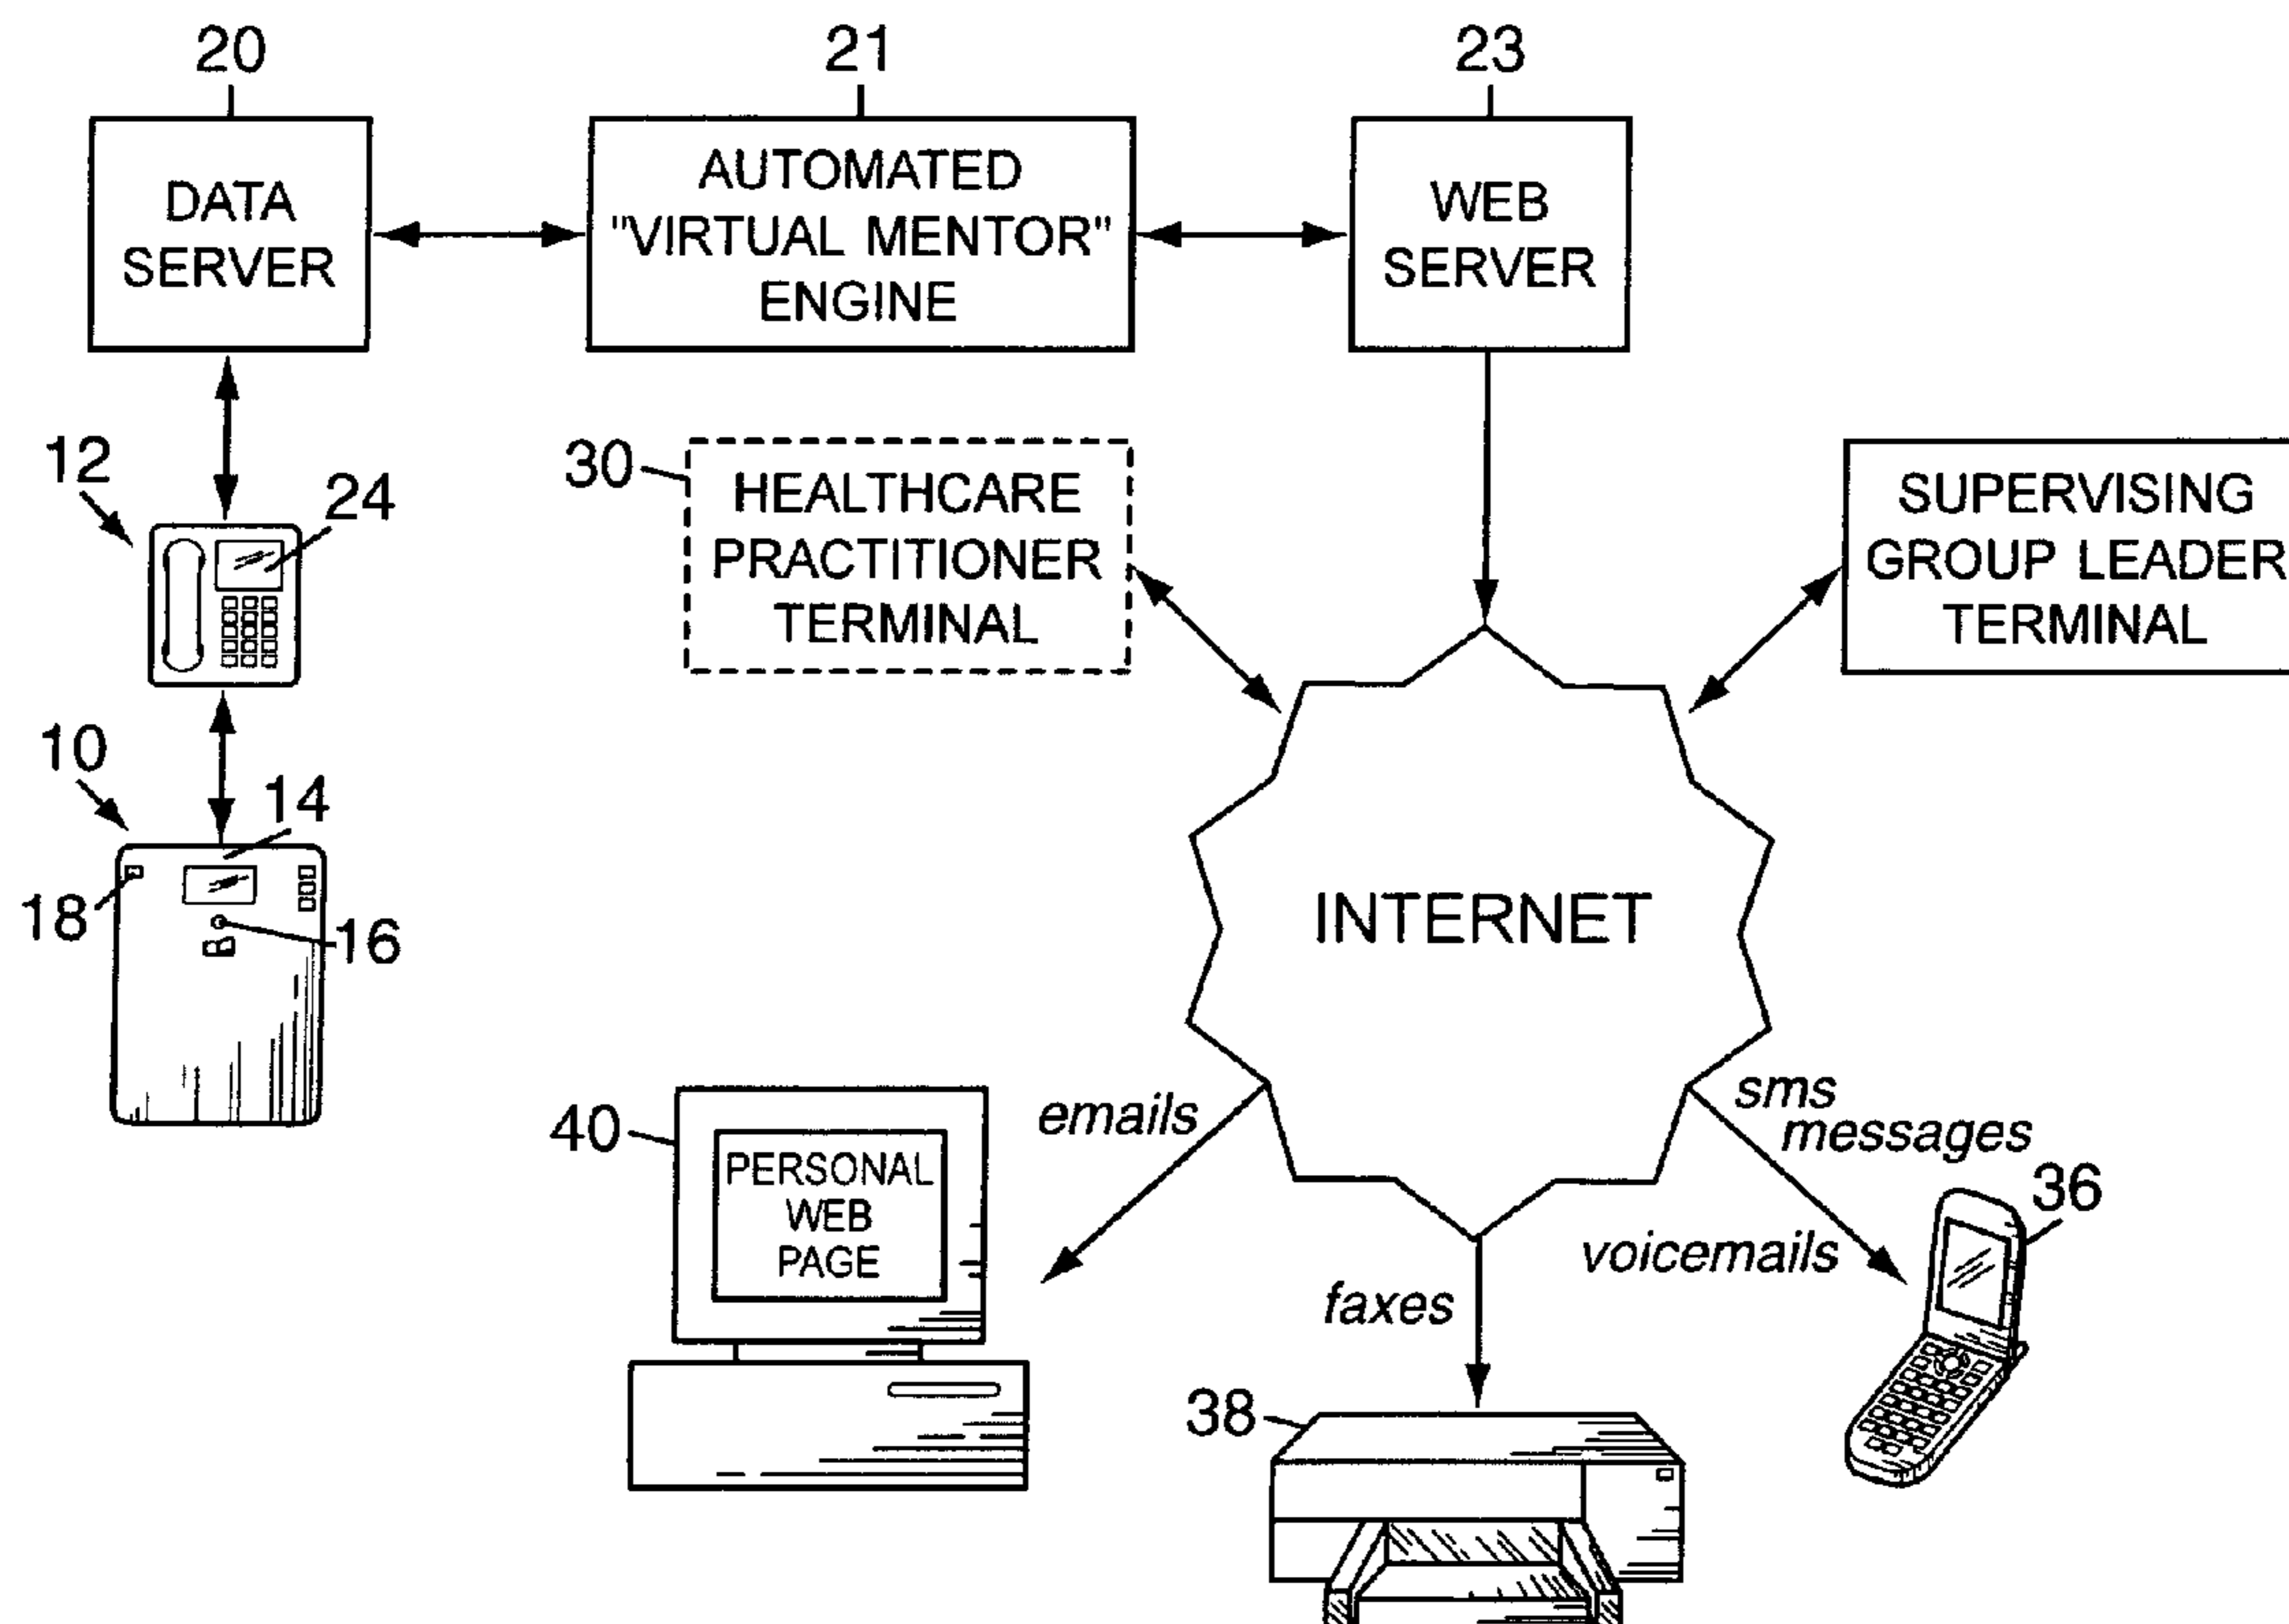 20
21
23
DATA
SERVER
AUTOMATED
"VIRTUAL MENTOR"
ENGINE
WEB
SERVER
12
24
30
HEALTHCARE
PRACTITIONER
TERMINAL
SUPERVISING
GROUP LEADER
TERMINAL
10
14
18
16
INTERNET
emails
sms
messages
40
PERSONAL
WEB
PAGE
36
voicemails
faxes
38